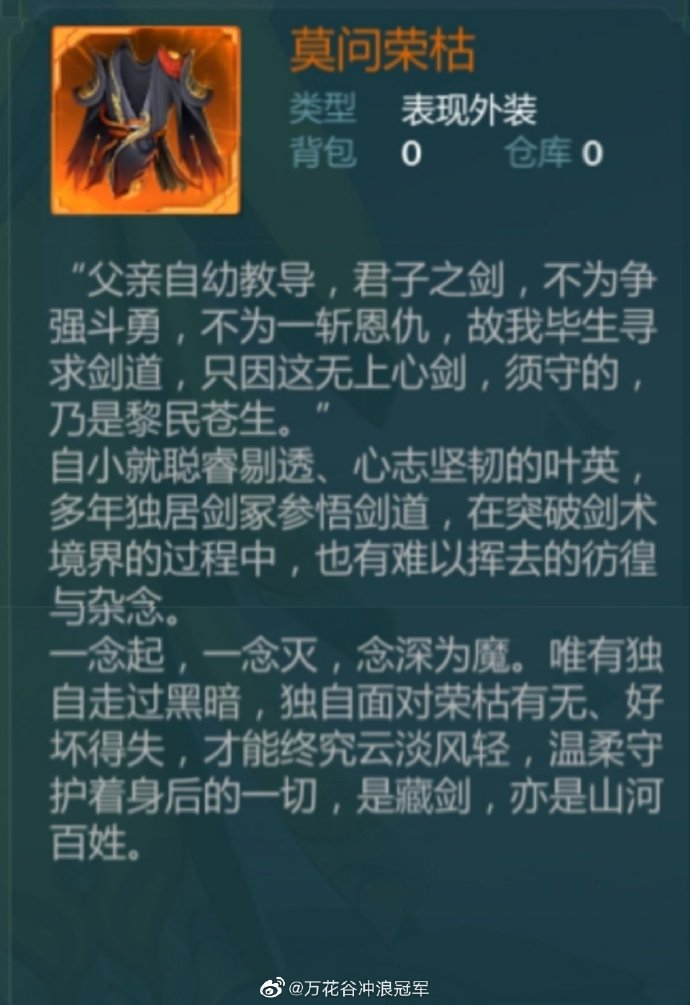 莫问荣枯
类型 表现外装
背包 0 仓库 0
“父亲自幼教导，君子之剑，不为争
强斗勇，不为一斩恩仇，故我毕生寻
求剑道，只因这无上心剑，须守的，
乃是黎民苍生。”
自小就聪睿剔透、心志坚韧的叶英，
多年独居剑冢参悟剑道，在突破剑术
境界的过程中，也有难以挥去的彷徨
与杂念。
一念起，一念灭，念深为魔。唯有独
自走过黑暗，独自面对荣枯有无、好
坏得失，才能终究云淡风轻，温柔守
护着身后的一切，是藏剑，亦是山河
百姓。
@万花谷冲浪冠军